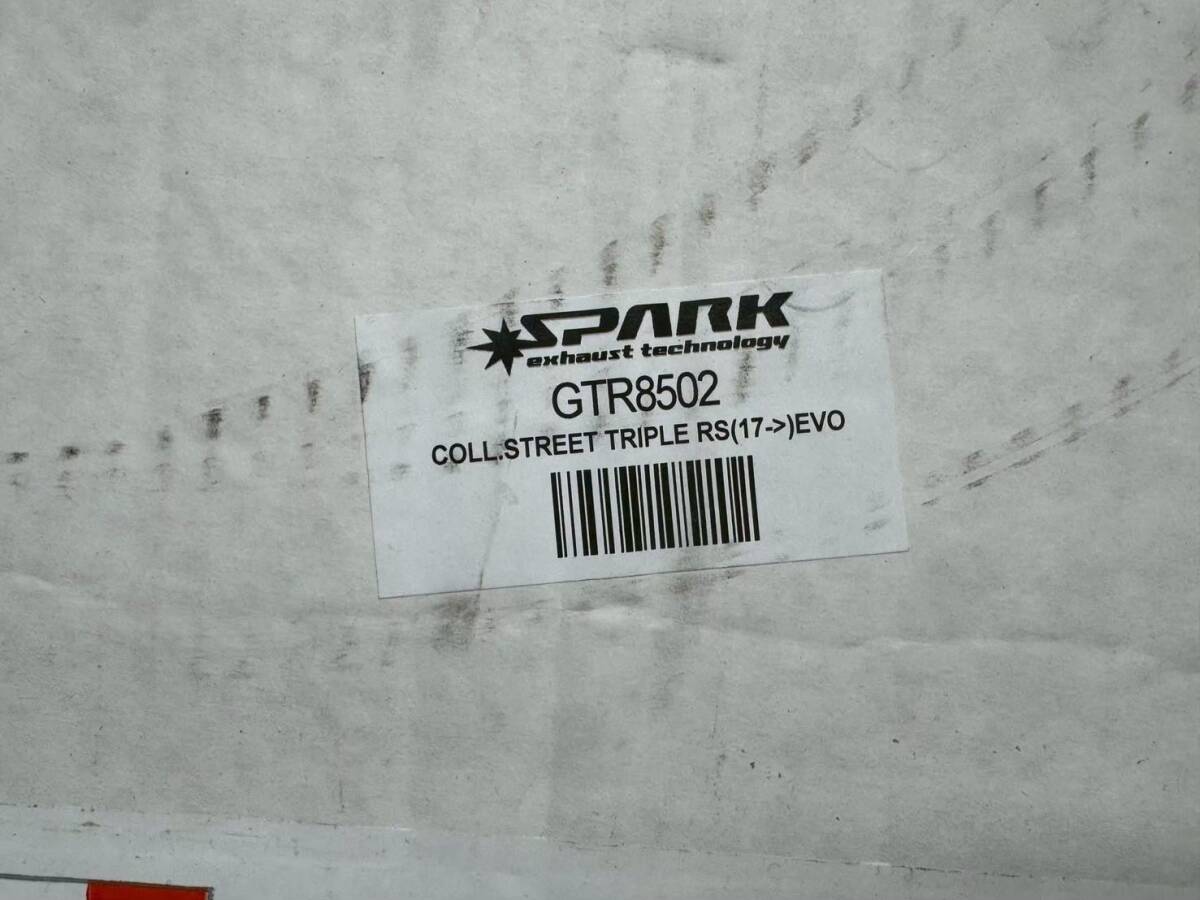 SPARK
exhaust technology
GTR8502
COLL.STREET TRIPLE RS(17->)EVO